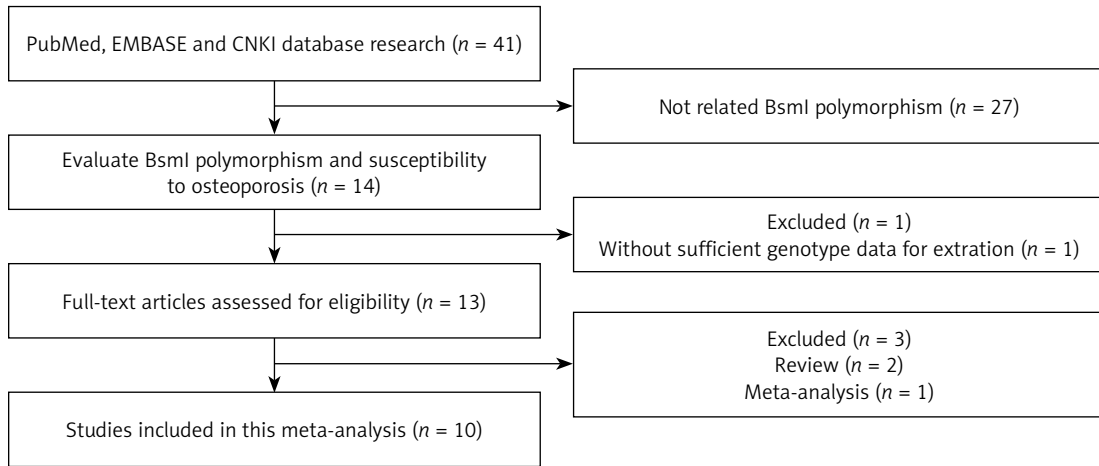 PubMed, EMBASE and CNKI database research (n = 41)
Not related BsmI polymorphism (n = 27)
Evaluate BsmI polymorphism and susceptibility
to osteoporosis (n = 14)
Excluded (n = 1)
Without sufficient genotype data for extration (n = 1)
Full-text articles assessed for eligibility (n = 13)
Excluded (n = 3)
Review (n = 2)
Meta-analysis (n = 1)
Studies included in this meta-analysis (n = 10)